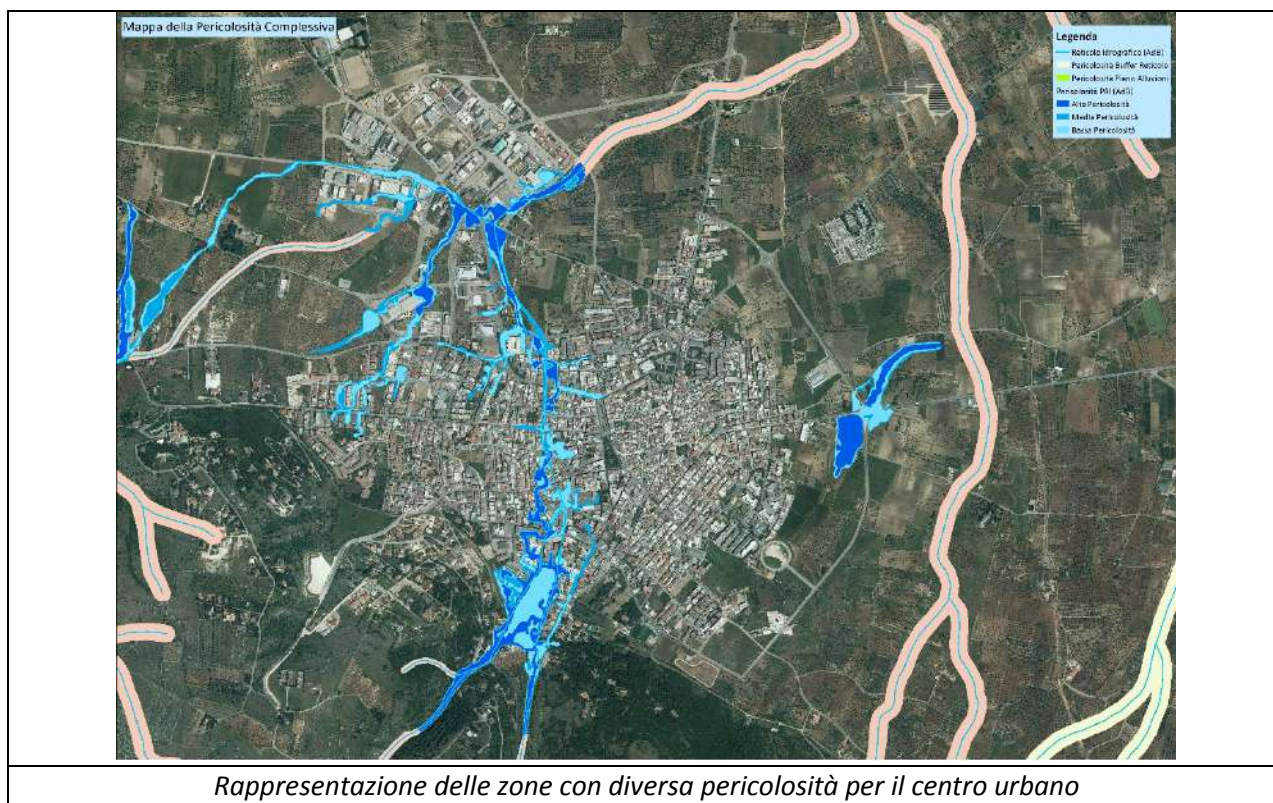 Mappa della Pericolosità Complessiva
Legenda
Reticolo Idrografico (AdB)
Pericolosità Buffer Reticolo
Pericolosità Piano Alluvioni
Pericolosità PAI (AdB)
Alta Pericolosità
Media Pericolosità
Bassa Pericolosità
Rappresentazione delle zone con diversa pericolosità per il centro urbano